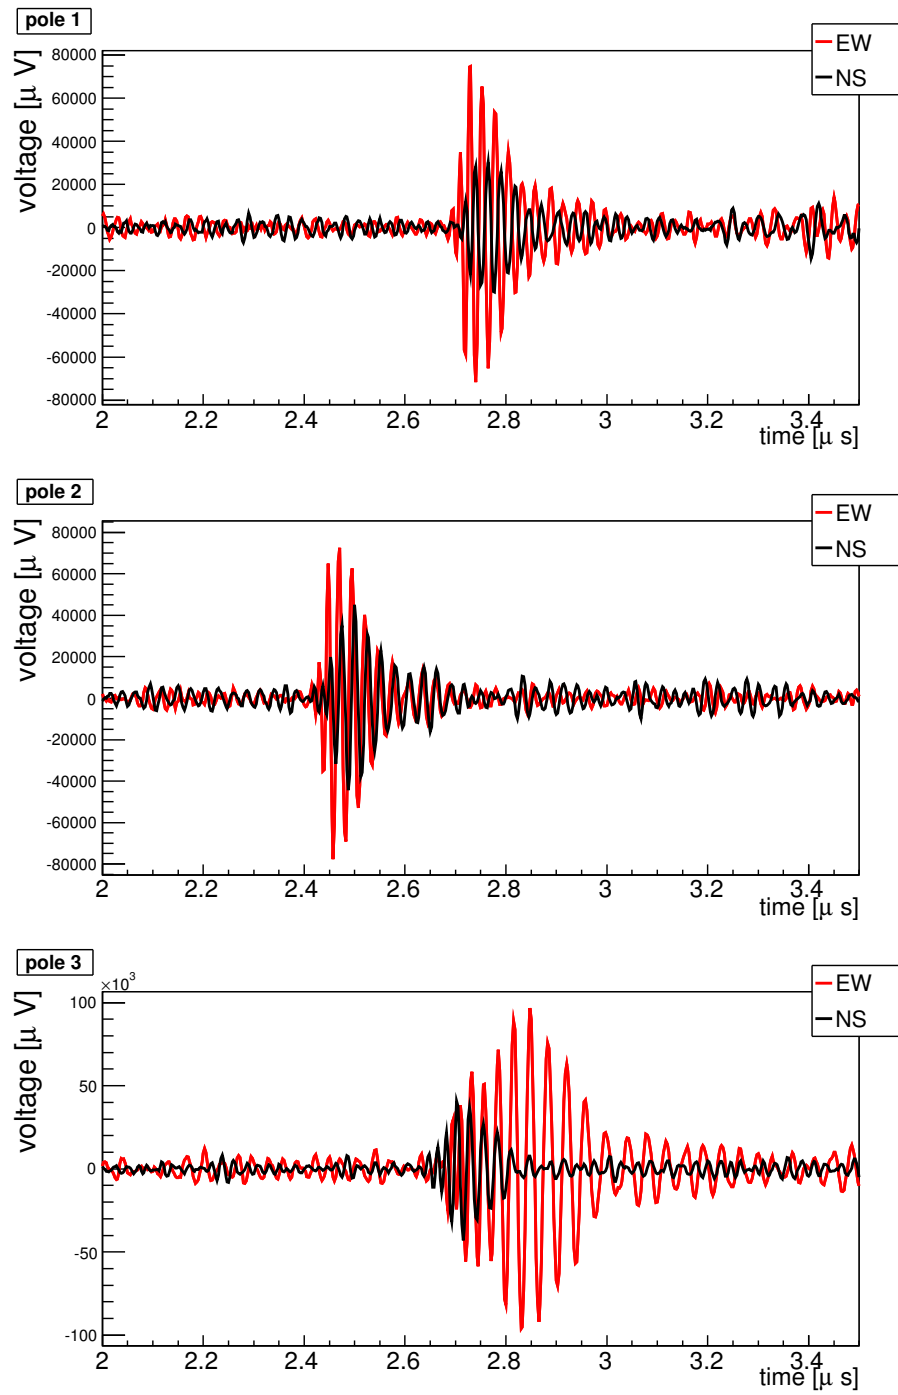 pole 1
EW
NS
voltage [μ V]
80000
60000
40000
20000
0
-20000
-40000
-60000
-80000
2 2.2 2.4 2.6 2.8 3 3.2 3.4
time [μ s]
pole 2
EW
NS
voltage [μ V]
80000
60000
40000
20000
0
-20000
-40000
-60000
-80000
2 2.2 2.4 2.6 2.8 3 3.2 3.4
time [μ s]
pole 3
×10³
EW
NS
voltage [μ V]
100
50
0
-50
-100
2 2.2 2.4 2.6 2.8 3 3.2 3.4
time [μ s]